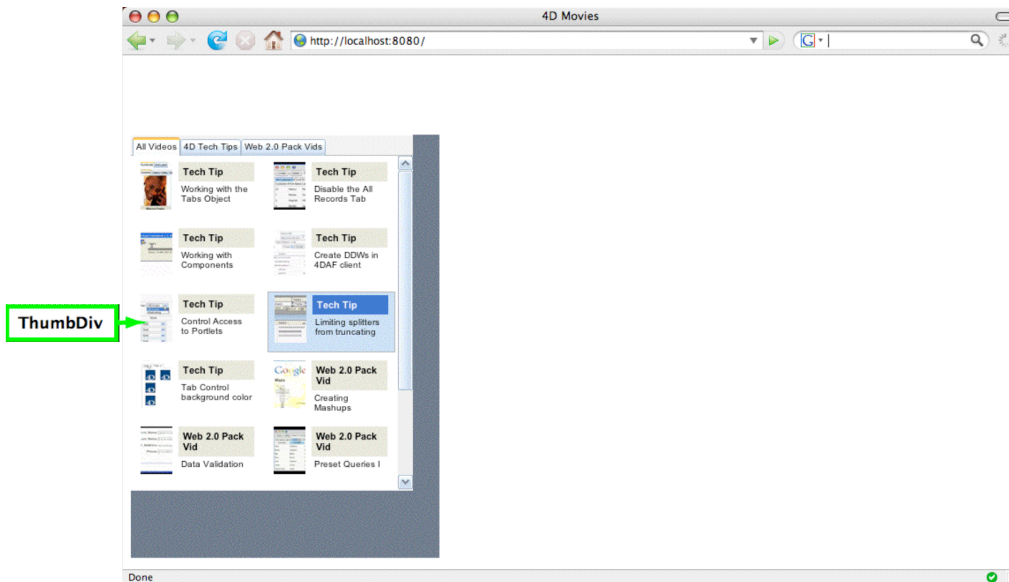 4D Movies
http://localhost:8080/
G
All Videos
4D Tech Tips
Web 2.0 Pack Vids
Tech Tip
Working with the
Tabs Object
Tech Tip
Disable the All
Records Tab
Tech Tip
Working with
Components
Tech Tip
Create DDWs in
4DAF client
ThumbDiv
Tech Tip
Control Access
to Portlets
Tech Tip
Limiting splitters
from truncating
Tech Tip
Tab Control
background color
Google
Web 2.0 Pack
Vid
Creating
Mashups
Web 2.0 Pack
Vid
Data Validation
Web 2.0 Pack
Vid
Preset Queries I
Done